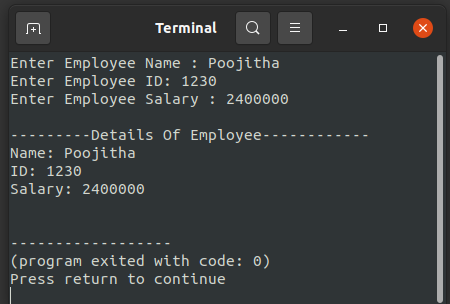 Terminal
Enter Employee Name : Poojitha
Enter Employee ID: 1230
Enter Employee Salary : 2400000
---------Details Of Employee------------
Name: Poojitha
ID: 1230
Salary: 2400000
------------------
(program exited with code: 0)
Press return to continue